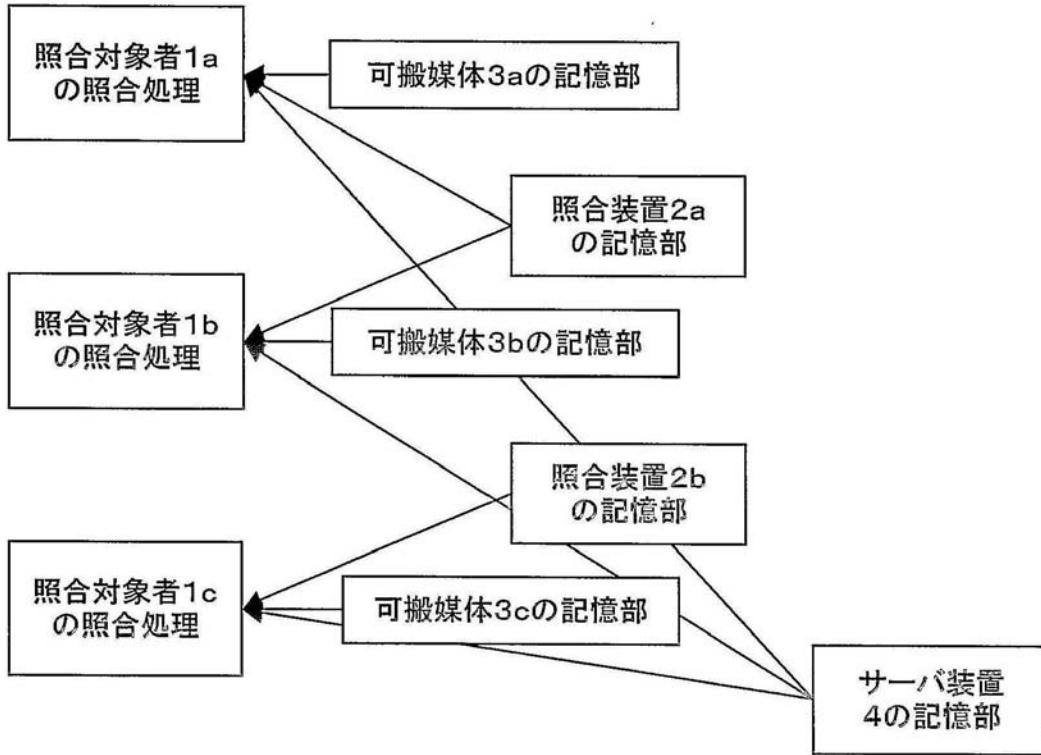 照合対象者1a
の照合処理
可搬媒体3aの記憶部
照合装置2a
の記憶部
照合対象者1b
の照合処理
可搬媒体3bの記憶部
照合装置2b
の記憶部
照合対象者1c
の照合処理
可搬媒体3cの記憶部
サーバ装置
4の記憶部